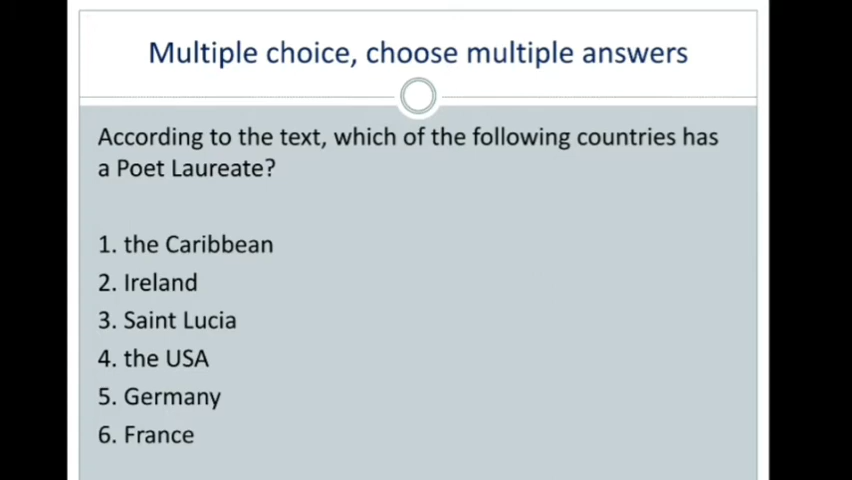 Multiple choice, choose multiple answers
According to the text, which of the following countries has
a Poet Laureate?
1. the Caribbean
2. Ireland
3. Saint Lucia
4. the USA
5. Germany
6. France